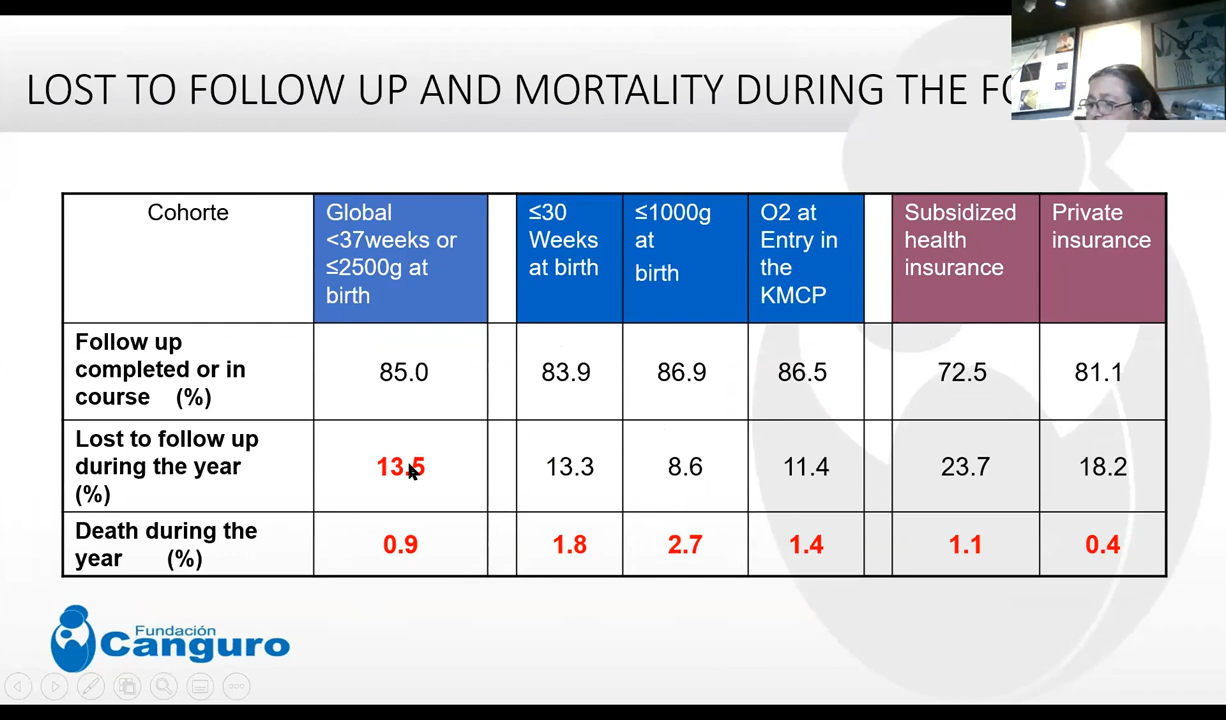 LOST TO FOLLOW UP AND MORTALITY DURING THE
Cohorte
Global
<37weeks or
≤2500g at
birth
≤30
Weeks
at birth
≤1000g
at
birth
O2 at
Entry in
the
KMCP
Subsidized
health
insurance
Private
insurance
Follow up
completed or in
course (%)
85.0
83.9
86.9
86.5
72.5
81.1
Lost to follow up
during the year
(%)
13.5
13.3
8.6
11.4
23.7
18.2
Death during the
year (%)
0.9
1.8
2.7
1.4
1.1
0.4
Fundación
Canguro